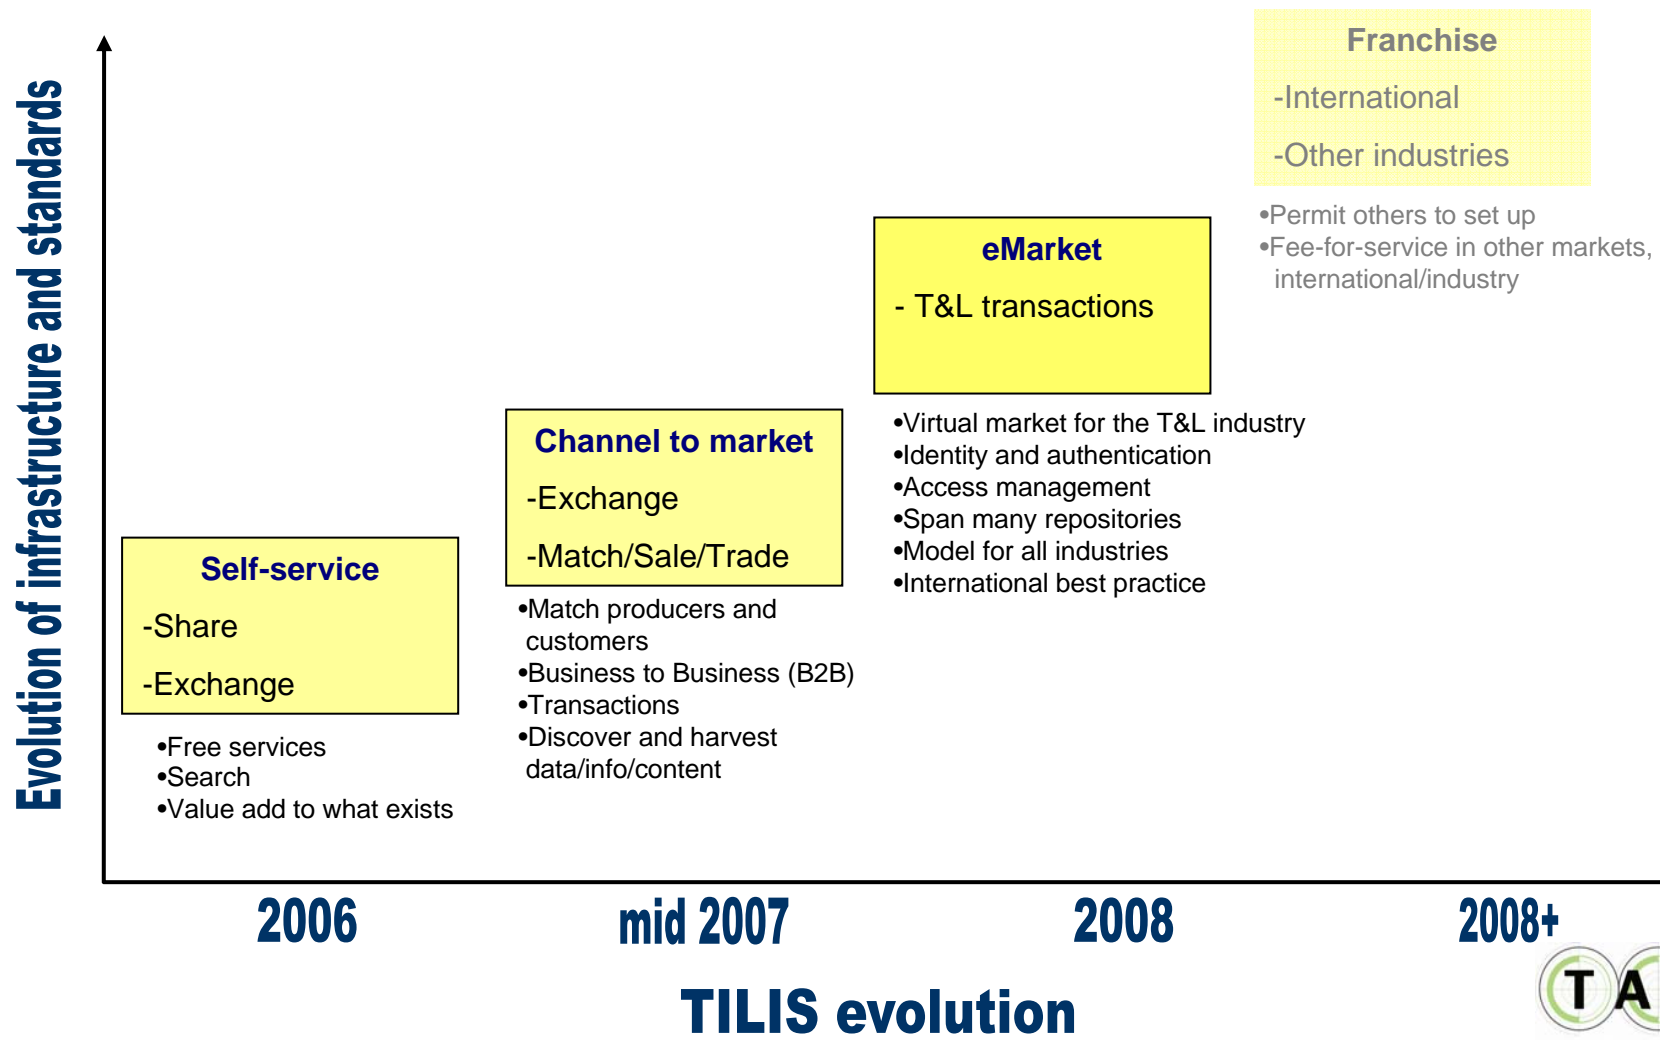 Evolution of infrastructure and standards
Franchise
-International
-Other industries
•Permit others to set up
•Fee-for-service in other markets,
international/industry
eMarket
- T&L transactions
•Virtual market for the T&L industry
•Identity and authentication
•Access management
•Span many repositories
•Model for all industries
•International best practice
Channel to market
-Exchange
-Match/Sale/Trade
•Match producers and
customers
•Business to Business (B2B)
•Transactions
•Discover and harvest
data/info/content
Self-service
-Share
-Exchange
•Free services
•Search
•Value add to what exists
2006
mid 2007
2008
2008+
TILIS evolution
TA